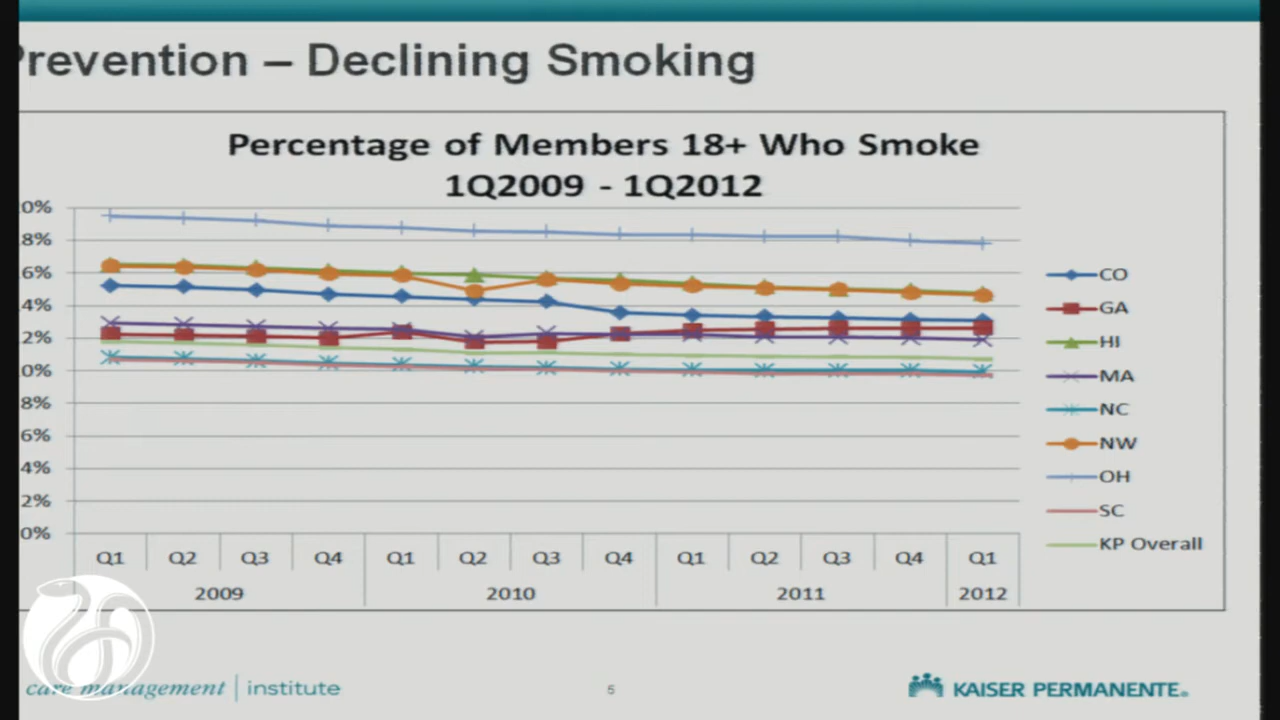 Prevention – Declining Smoking
Percentage of Members 18+ Who Smoke
1Q2009 - 1Q2012
0%
8%
6%
4%
2%
0%
8%
6%
4%
2%
0%
Q1 Q2 Q3 Q4 Q1 Q2 Q3 Q4 Q1 Q2 Q3 Q4 Q1
2009 2010 2011 2012
CO
GA
HI
MA
NC
NW
OH
SC
KP Overall
care management | institute
5
KAISER PERMANENTE®